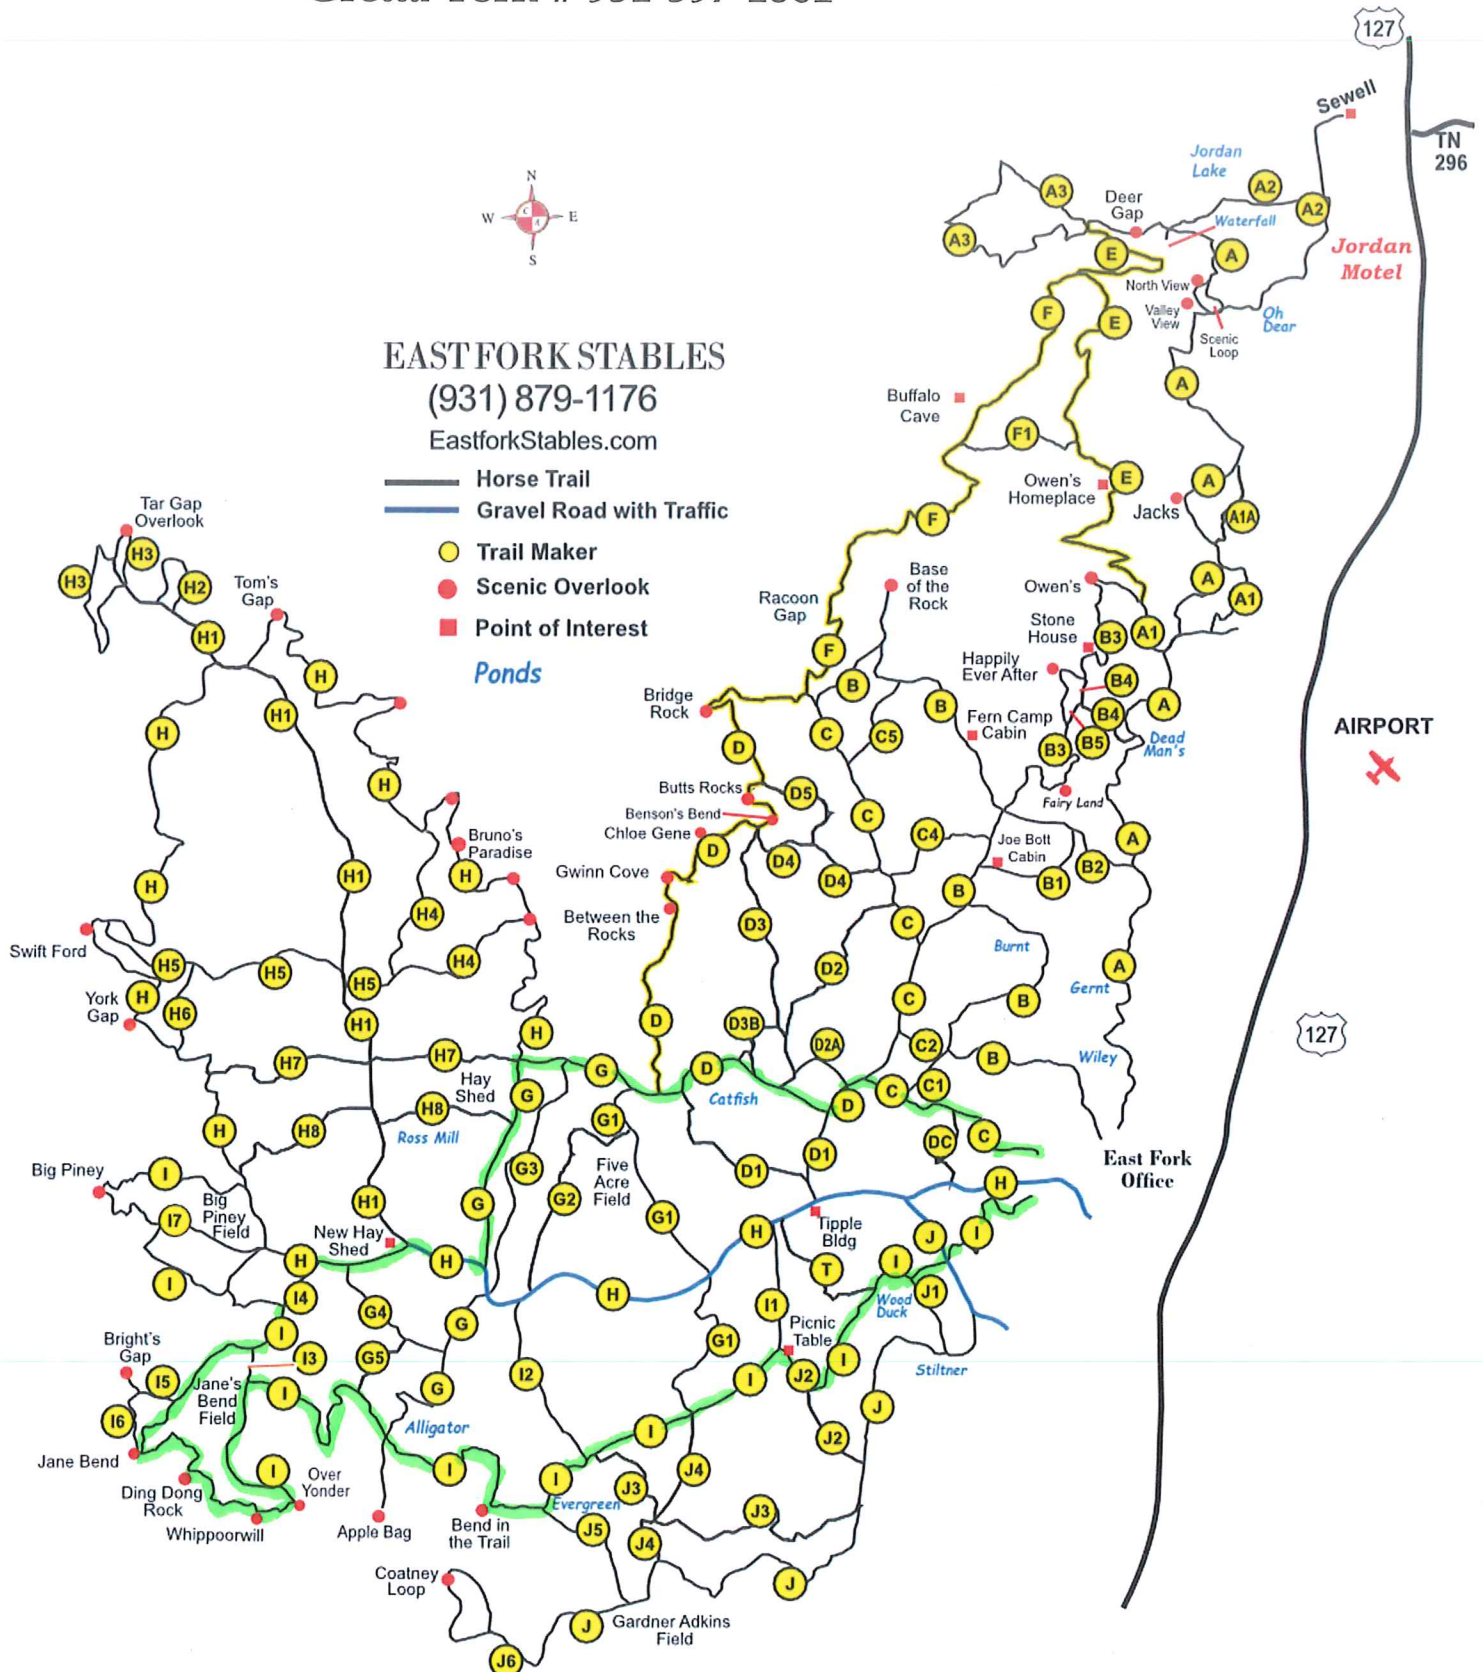 127
Sewell
TN
296
Jordan
Lake
A2
A2
A3
Deer
Gap
Waterfall
A3
E
A
Jordan
Motel
N
W
E
S
C
A
North View
Valley
View
Oh
Dear
Scenic
Loop
F
E
EAST FORK STABLES
(931) 879-1176
EastforkStables.com
Horse Trail
Gravel Road with Traffic
Trail Maker
Scenic Overlook
Point of Interest
Ponds
A
Buffalo
Cave
F1
Owen's
Homeplace
E
A
Jacks
A1A
F
Tar Gap
Overlook
H3
H3
H2
Tom's
Gap
Base
of the
Rock
Owen's
A
A1
Racoon
Gap
Stone
House
B3
A1
H1
F
Happily
Ever After
B4
H
B
Bridge
Rock
B
A
B4
H1
H
Fern Camp
Cabin
D
C
C5
B3
B5
Dead
Man's
AIRPORT
H
Butts Rocks
D5
Fairy Land
Benson's Bend
Chloe Gene
C
Bruno's
Paradise
D
C4
Joe Bott
Cabin
A
D4
B2
Gwinn Cove
H
H1
D4
B1
H
B
Between the
Rocks
H4
D3
C
Swift Ford
Burnt
H5
H5
H4
D2
A
H5
Gernt
York
Gap
H
H6
C
B
H1
D
D3B
H
127
D2A
C2
H7
H7
B
Wiley
Hay
Shed
G
D
G
Catfish
C
C1
D
G1
H8
Ross Mill
H
H8
DC
C
D1
East Fork
Office
Big Piney
I
G3
Five
Acre
Field
D1
H
H1
G2
Big
Piney
Field
I7
G
G1
New Hay
Shed
H
Tipple
Bldg
J
I
H
H
I
T
I
H
I4
Wood
Duck
J1
G4
I1
G
Picnic
Table
I
Bright's
Gap
I3
G5
G1
I
Stiltner
I5
Jane's
Bend
Field
I
I2
I
J2
G
J
I6
Alligator
I
J2
Jane Bend
I
I
J4
Over
Yonder
I
Ding Dong
Rock
J3
Evergreen
J3
Whippoorwill
Apple Bag
Bend in
the Trail
J5
J4
Coatney
Loop
J
J
Gardner Adkins
Field
J6